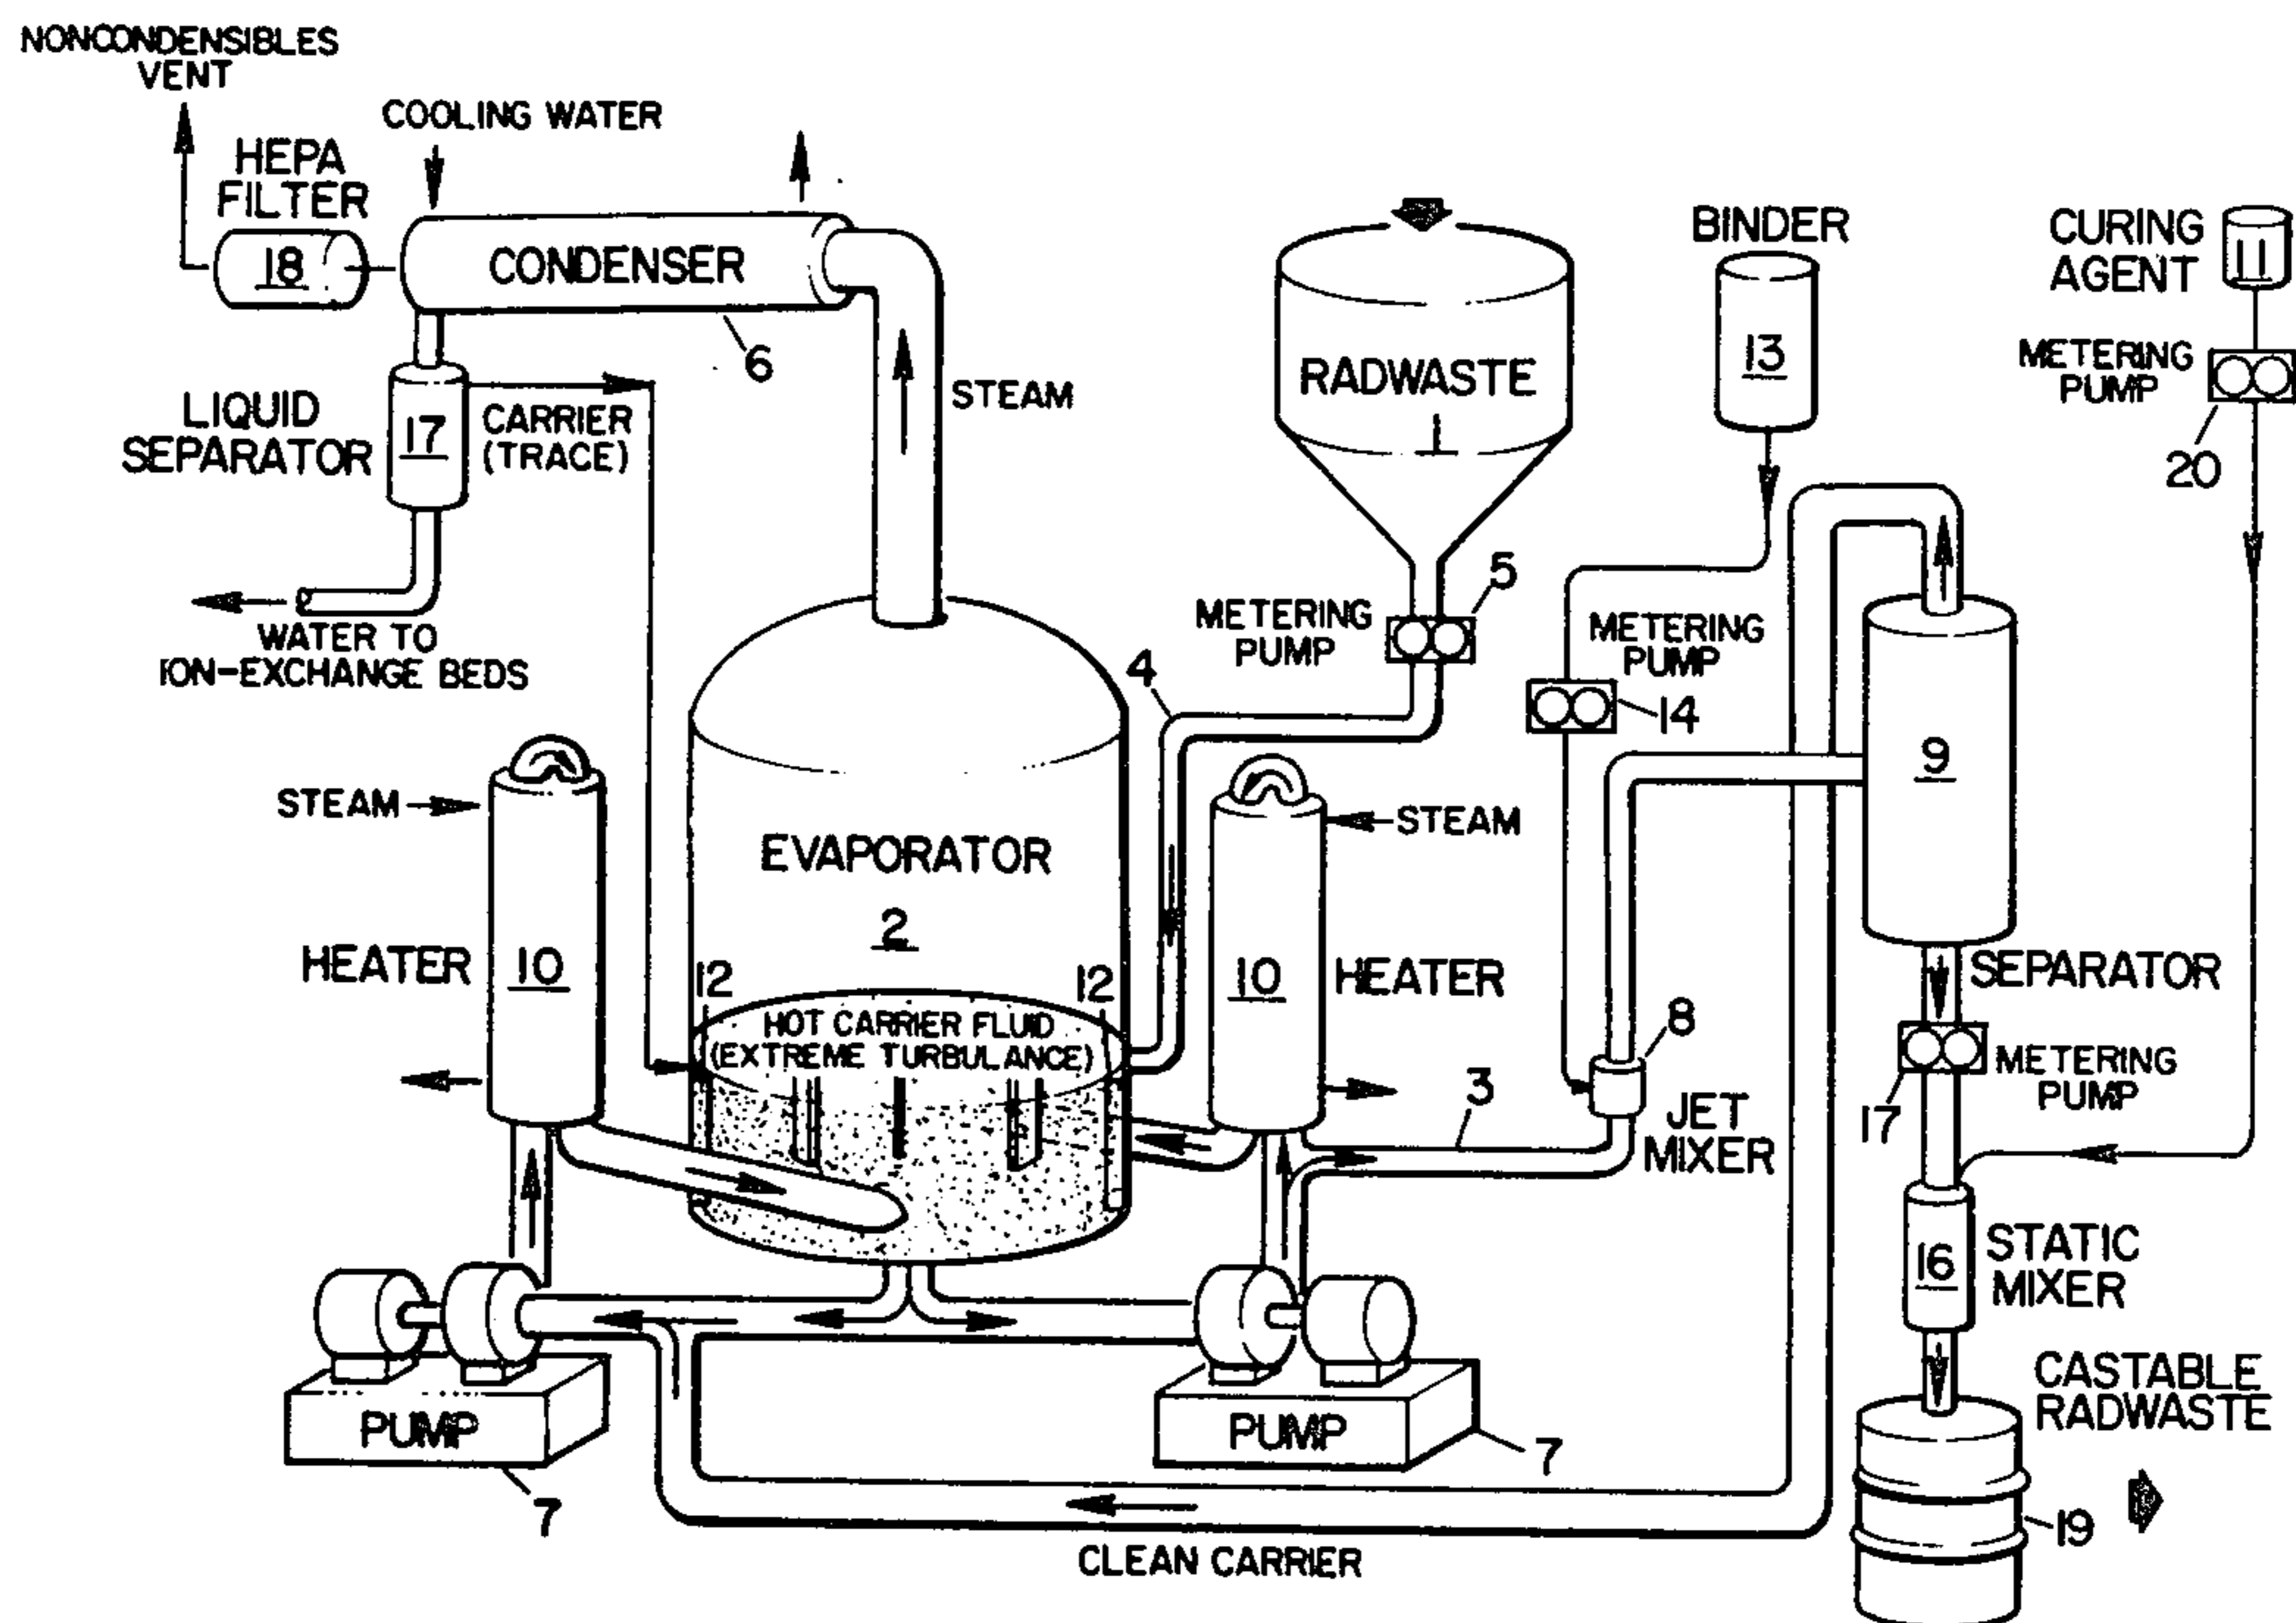 NONCONDENSIBLES
VENT
COOLING WATER
HEPA
FILTER
18
CONDENSER
6
STEAM
LIQUID
SEPARATOR
17
CARRIER
(TRACE)
WATER TO
ION-EXCHANGE BEDS
RADWASTE
1
BINDER
13
CURING
AGENT
11
METERING
PUMP
20
METERING
PUMP
5
METERING
PUMP
14
4
9
SEPARATOR
STEAM
HEATER
10
EVAPORATOR
2
12
12
HOT CARRIER FLUID
(EXTREME TURBULANCE)
STEAM
10
HEATER
3
8
JET
MIXER
METERING
PUMP
17
16
STATIC
MIXER
CASTABLE
RADWASTE
19
PUMP
7
PUMP
7
CLEAN CARRIER